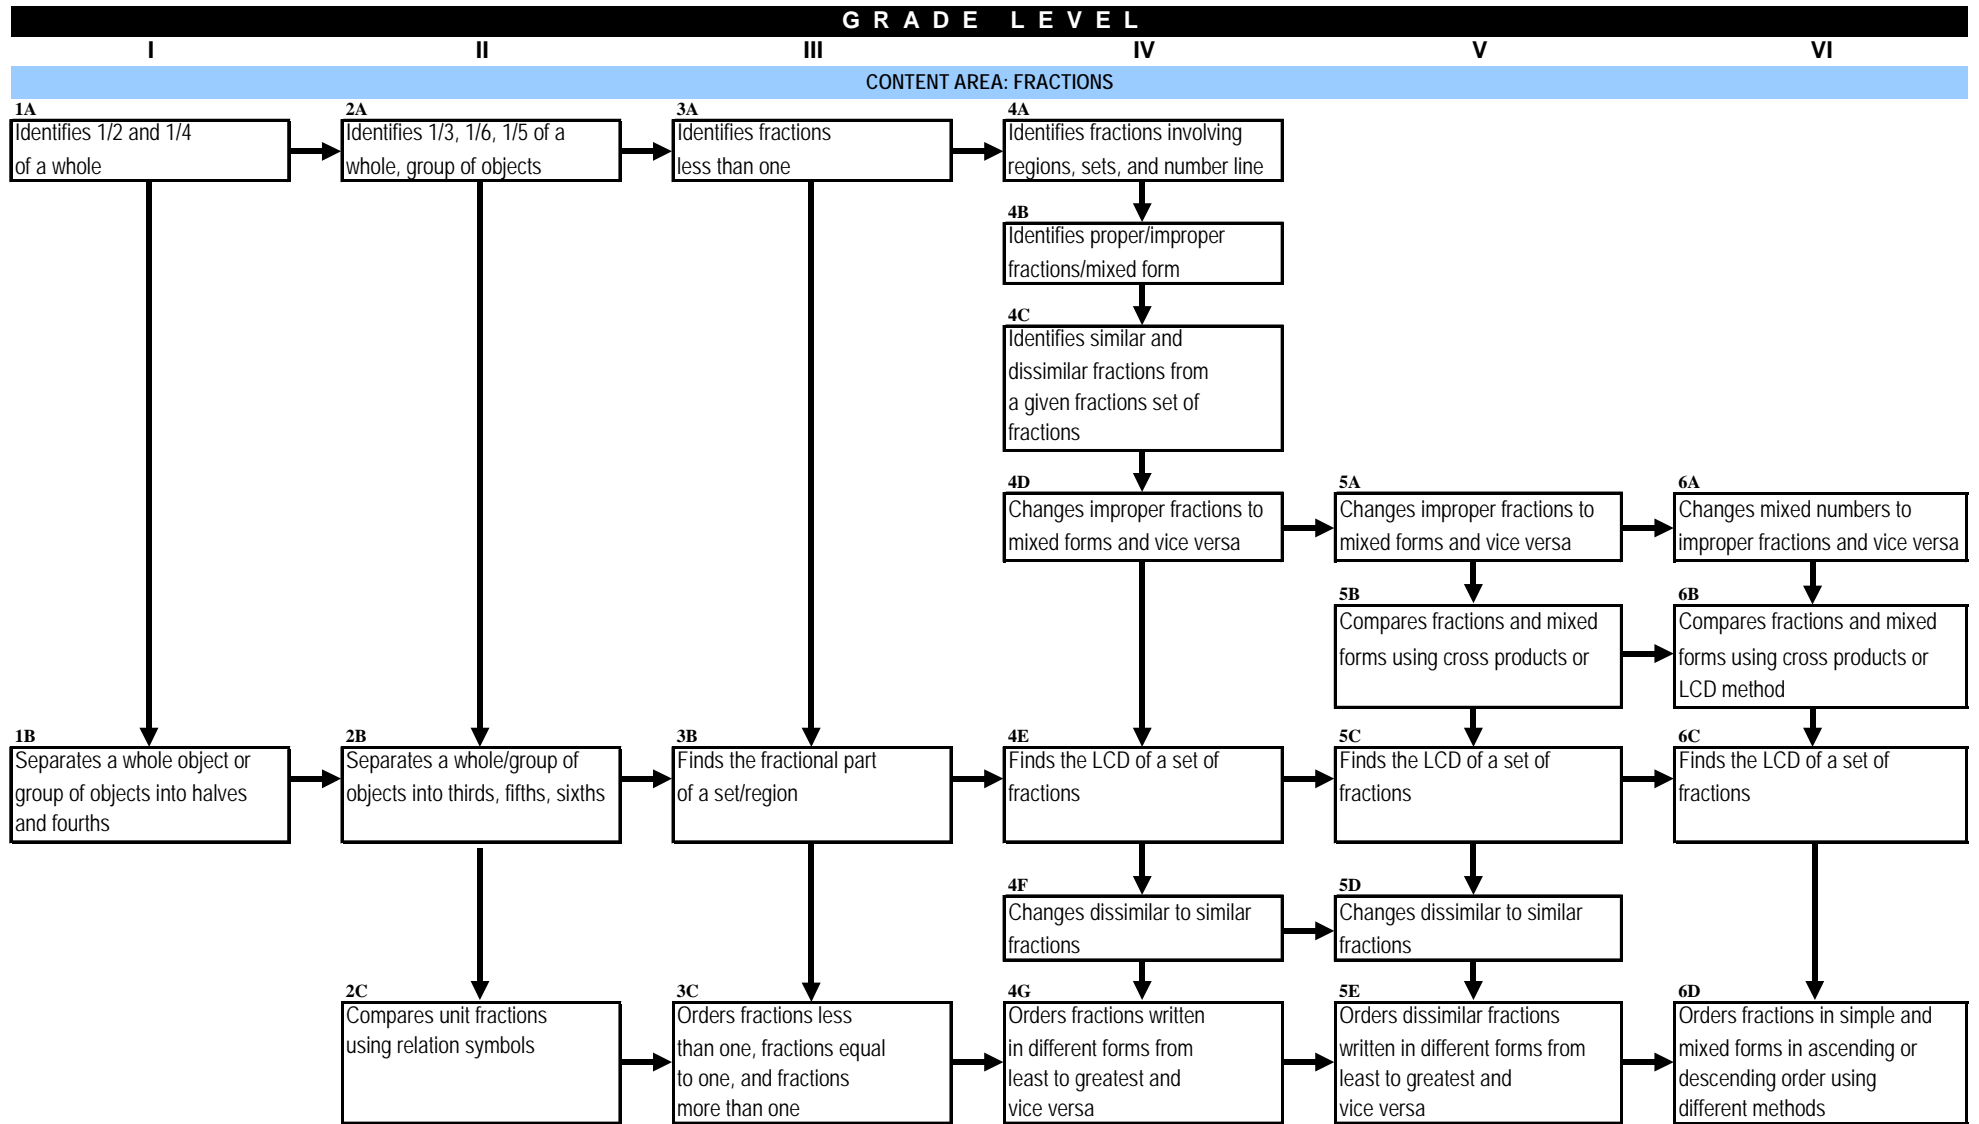 GRADE LEVEL
I II III IV V VI
CONTENT AREA: FRACTIONS
1A
Identifies 1/2 and 1/4
of a whole
2A
Identifies 1/3, 1/6, 1/5 of a
whole, group of objects
3A
Identifies fractions
less than one
4A
Identifies fractions involving
regions, sets, and number line
4B
Identifies proper/improper
fractions/mixed form
4C
Identifies similar and
dissimilar fractions from
a given fractions set of
fractions
4D
Changes improper fractions to
mixed forms and vice versa
5A
Changes improper fractions to
mixed forms and vice versa
6A
Changes mixed numbers to
improper fractions and vice versa
5B
Compares fractions and mixed
forms using cross products or
6B
Compares fractions and mixed
forms using cross products or
LCD method
1B
Separates a whole object or
group of objects into halves
and fourths
2B
Separates a whole/group of
objects into thirds, fifths, sixths
3B
Finds the fractional part
of a set/region
4E
Finds the LCD of a set of
fractions
5C
Finds the LCD of a set of
fractions
6C
Finds the LCD of a set of
fractions
4F
Changes dissimilar to similar
fractions
5D
Changes dissimilar to similar
fractions
2C
Compares unit fractions
using relation symbols
3C
Orders fractions less
than one, fractions equal
to one, and fractions
more than one
4G
Orders fractions written
in different forms from
least to greatest and
vice versa
5E
Orders dissimilar fractions
written in different forms from
least to greatest and
vice versa
6D
Orders fractions in simple and
mixed forms in ascending or
descending order using
different methods